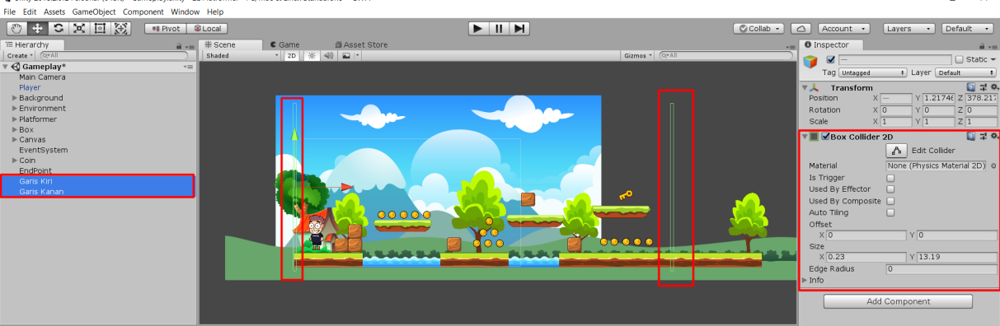 File Edit Assets GameObject Component Window Help
Pivot Local Collab Account Layers Default
Hierarchy
Create All
Gameplay*
Main Camera
Player
Background
Environment
Platformer
Box
Canvas
EventSystem
Coin
EndPoint
Garis Kiri
Garis Kanan
Scene Game Asset Store
Shaded 2D Gizmos All
Inspector
— Static
Tag Untagged Layer Default
Transform
Position X — Y 1.2174 Z 378.217
Rotation X 0 Y 0 Z 0
Scale X 1 Y 1 Z 1
Box Collider 2D
Edit Collider
Material None (Physics Material 2D)
Is Trigger
Used By Effector
Used By Composite
Auto Tiling
Offset
X 0 Y 0
Size
X 0.23 Y 13.19
Edge Radius 0
Info
Add Component